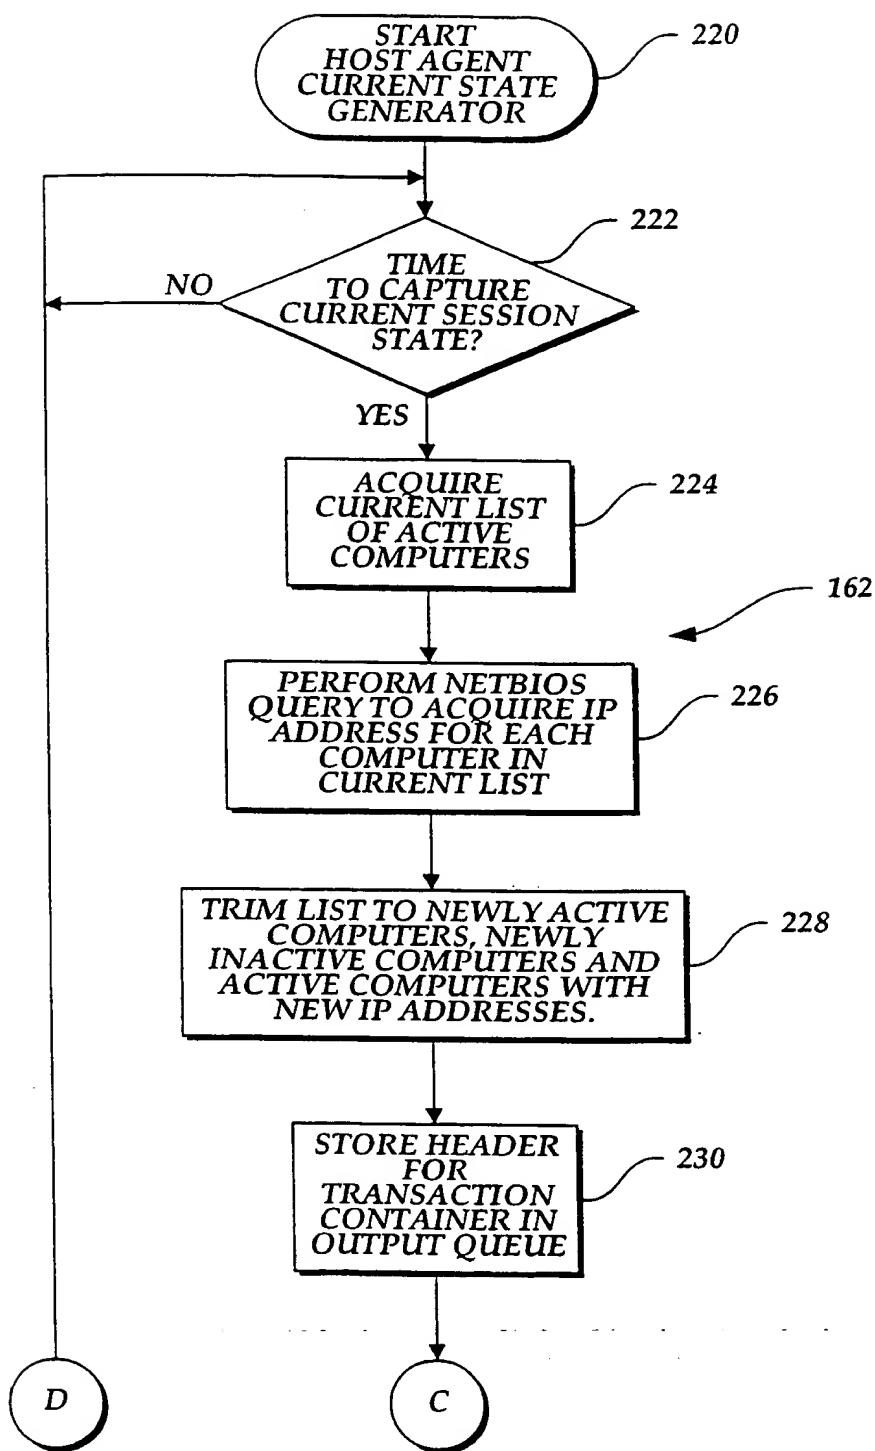 START
HOST AGENT
CURRENT STATE
GENERATOR
220
222
TIME
TO CAPTURE
CURRENT SESSION
STATE?
NO
YES
ACQUIRE
CURRENT LIST
OF ACTIVE
COMPUTERS
224
162
PERFORM NETBIOS
QUERY TO ACQUIRE IP
ADDRESS FOR EACH
COMPUTER IN
CURRENT LIST
226
TRIM LIST TO NEWLY ACTIVE
COMPUTERS, NEWLY
INACTIVE COMPUTERS AND
ACTIVE COMPUTERS WITH
NEW IP ADDRESSES.
228
STORE HEADER
FOR
TRANSACTION
CONTAINER IN
OUTPUT QUEUE
230
D
C